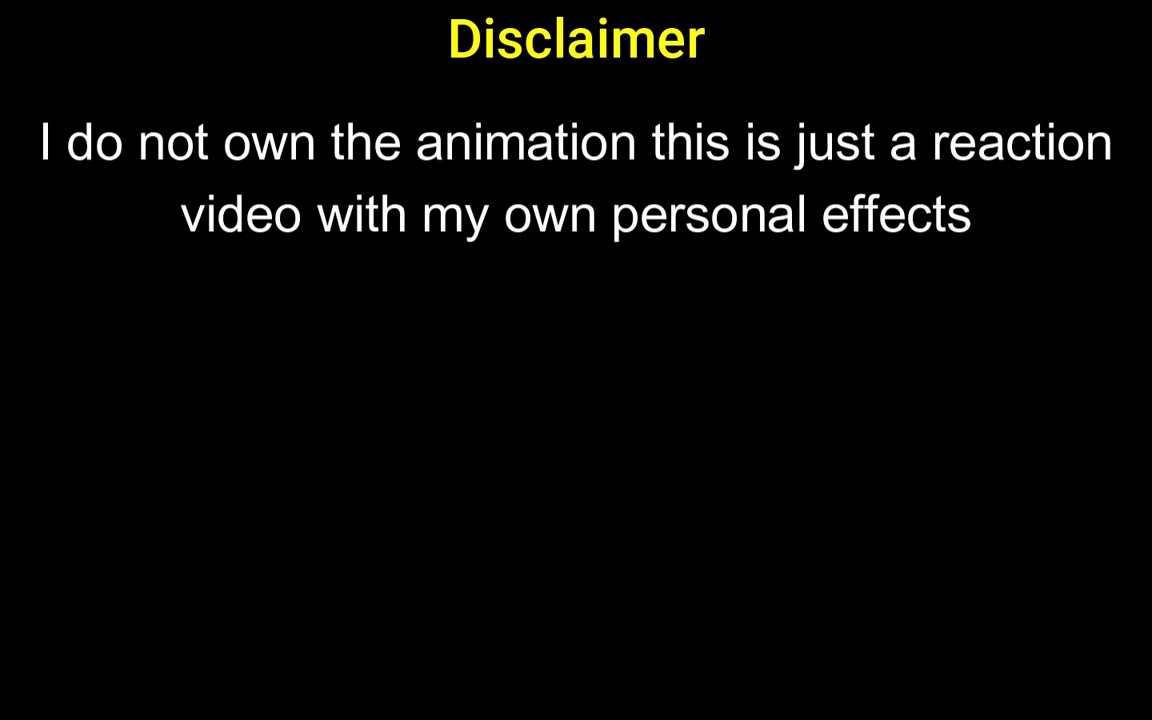 Disclaimer
I do not own the animation this is just a reaction
video with my own personal effects